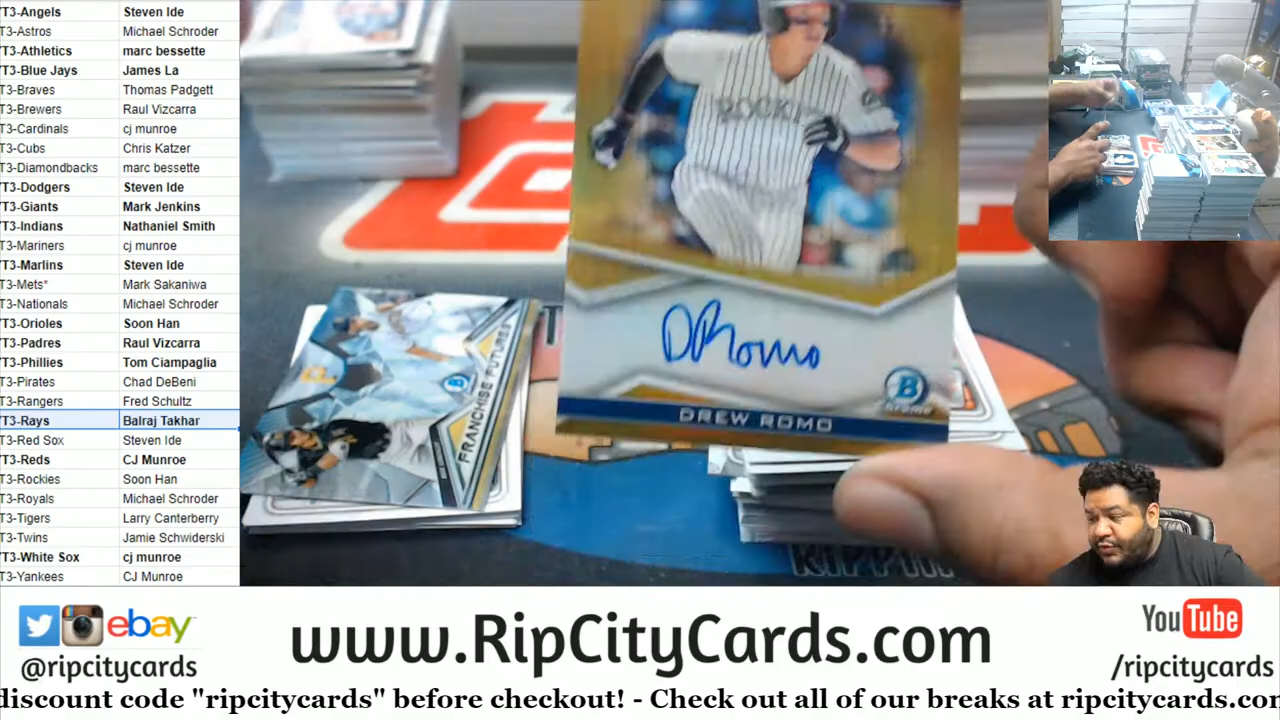 T3-Angels Steven Ide
T3-Astros Michael Schroder
T3-Athletics marc bessette
T3-Blue Jays James La
T3-Braves Thomas Padgett
T3-Brewers Raul Vizcarra
T3-Cardinals cj munroe
T3-Cubs Chris Katzer
T3-Diamondbacks marc bessette
T3-Dodgers Steven Ide
T3-Giants Mark Jenkins
T3-Indians Nathaniel Smith
T3-Mariners cj munroe
T3-Marlins Steven Ide
T3-Mets* Mark Sakaniwa
T3-Nationals Michael Schroder
T3-Orioles Soon Han
T3-Padres Raul Vizcarra
T3-Phillies Tom Ciampaglia
T3-Pirates Chad DeBeni
T3-Rangers Fred Schultz
T3-Rays Balraj Takhar
T3-Red Sox Steven Ide
T3-Reds CJ Munroe
T3-Rockies Soon Han
T3-Royals Michael Schroder
T3-Tigers Larry Canterberry
T3-Twins Jamie Schwiderski
T3-White Sox cj munroe
T3-Yankees CJ Munroe
ROCKIE
DRomo
B
chrome
DREW ROMO
FRANCHISE FUTURES
B
RIPPIN
ebay
@ripcitycards
www.RipCityCards.com
YouTube
/ripcitycards
discount code "ripcitycards" before checkout! - Check out all of our breaks at ripcitycards.com